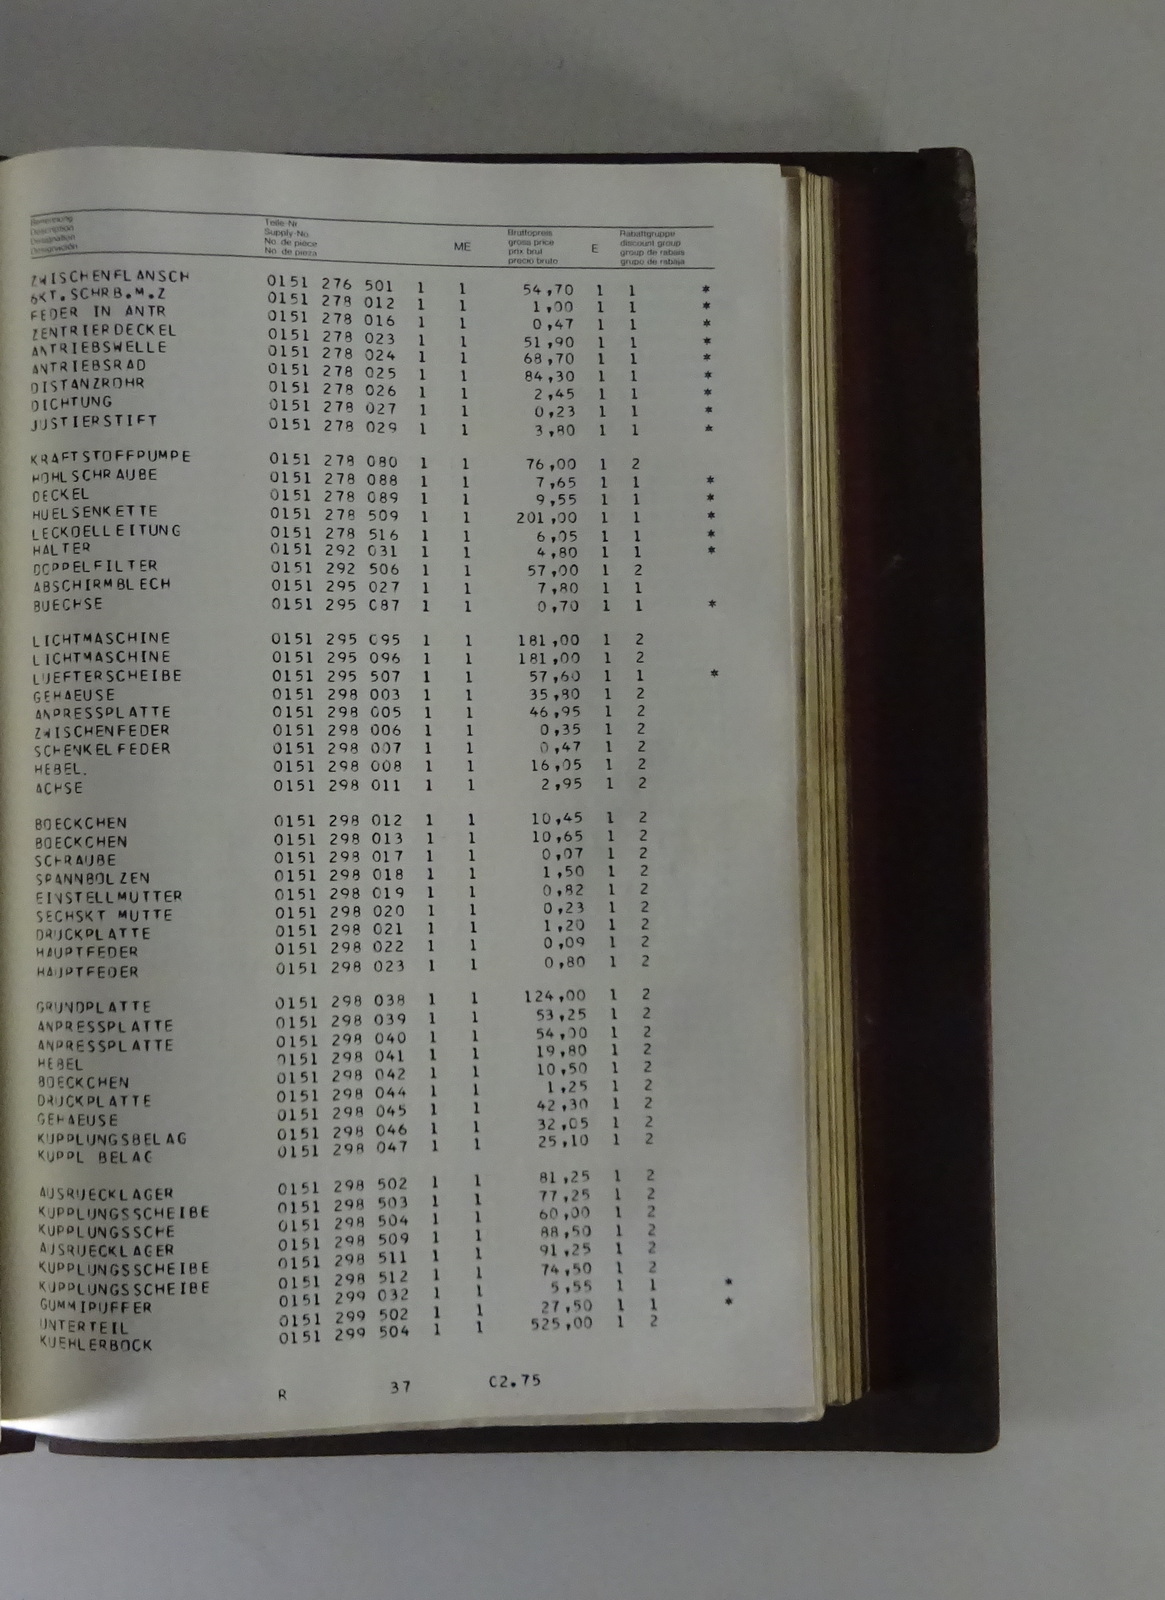 Benennung Teile-Nr. Bruttopreis Rabattgruppe
Description Supply-No. gross price discount group
Designation No. de pièce ME prix brut E group de rabais
Designación No. de pieza precio bruto grupo de rabaja
ZWISCHENFLANSCH 0151 276 501 1 1 54,70 1 1 *
6KT.SCHRB.M.Z 0151 278 012 1 1 1,00 1 1 *
FEDER IN ANTR 0151 278 016 1 1 0,47 1 1 *
ZENTRIERDECKEL 0151 278 023 1 1 51,90 1 1 *
ANTRIEBSWELLE 0151 278 024 1 1 68,70 1 1 *
ANTRIEBSRAD 0151 278 025 1 1 84,30 1 1 *
DISTANZROHR 0151 278 026 1 1 2,45 1 1 *
DICHTUNG 0151 278 027 1 1 0,23 1 1 *
JUSTIERSTIFT 0151 278 029 1 1 3,80 1 1 *
KRAFTSTOFFPUMPE 0151 278 080 1 1 76,00 1 2
HOHLSCHRAUBE 0151 278 088 1 1 7,65 1 1 *
DECKEL 0151 278 089 1 1 9,55 1 1 *
HUELSENKETTE 0151 278 509 1 1 201,00 1 1 *
LECKOELLEITUNG 0151 278 516 1 1 6,05 1 1 *
HALTER 0151 292 031 1 1 4,80 1 1 *
DOPPELFILTER 0151 292 506 1 1 57,00 1 2
ABSCHIRMBLECH 0151 295 027 1 1 7,80 1 1
BUECHSE 0151 295 087 1 1 0,70 1 1 *
LICHTMASCHINE 0151 295 095 1 1 181,00 1 2
LICHTMASCHINE 0151 295 096 1 1 181,00 1 2
LUEFTERSCHEIBE 0151 295 507 1 1 57,60 1 1 *
GEHAEUSE 0151 298 003 1 1 35,80 1 2
ANPRESSPLATTE 0151 298 005 1 1 46,95 1 2
ZWISCHENFEDER 0151 298 006 1 1 0,35 1 2
SCHENKELFEDER 0151 298 007 1 1 0,47 1 2
HEBEL. 0151 298 008 1 1 16,05 1 2
ACHSE 0151 298 011 1 1 2,95 1 2
BOECKCHEN 0151 298 012 1 1 10,45 1 2
BOECKCHEN 0151 298 013 1 1 10,65 1 2
SCHRAUBE 0151 298 017 1 1 0,07 1 2
SPANNBOLZEN 0151 298 018 1 1 1,50 1 2
EINSTELLMUTTER 0151 298 019 1 1 0,82 1 2
SECHSKT MUTTE 0151 298 020 1 1 0,23 1 2
DRUCKPLATTE 0151 298 021 1 1 1,20 1 2
HAUPTFEDER 0151 298 022 1 1 0,09 1 2
HAUPTFEDER 0151 298 023 1 1 0,80 1 2
GRUNDPLATTE 0151 298 038 1 1 124,00 1 2
ANPRESSPLATTE 0151 298 039 1 1 53,25 1 2
ANPRESSPLATTE 0151 298 040 1 1 54,00 1 2
HEBEL 0151 298 041 1 1 19,80 1 2
BOECKCHEN 0151 298 042 1 1 10,50 1 2
DRUCKPLATTE 0151 298 044 1 1 1,25 1 2
GEHAEUSE 0151 298 045 1 1 42,30 1 2
KUPPLUNGSBELAG 0151 298 046 1 1 32,05 1 2
KUPPL BELAG 0151 298 047 1 1 25,10 1 2
AUSRUECKLAGER 0151 298 502 1 1 81,25 1 2
KUPPLUNGSSCHEIBE 0151 298 503 1 1 77,25 1 2
KUPPLUNGSSCHE 0151 298 504 1 1 60,00 1 2
AUSRUECKLAGER 0151 298 509 1 1 88,50 1 2
KUPPLUNGSSCHEIBE 0151 298 511 1 1 91,25 1 2
KUPPLUNGSSCHEIBE 0151 298 512 1 1 74,50 1 2
GUMMIPUFFER 0151 299 032 1 1 5,55 1 1 *
UNTERTEIL 0151 299 502 1 1 27,50 1 1 *
KUEHLERBOCK 0151 299 504 1 1 525,00 1 2
R 37 C2.75